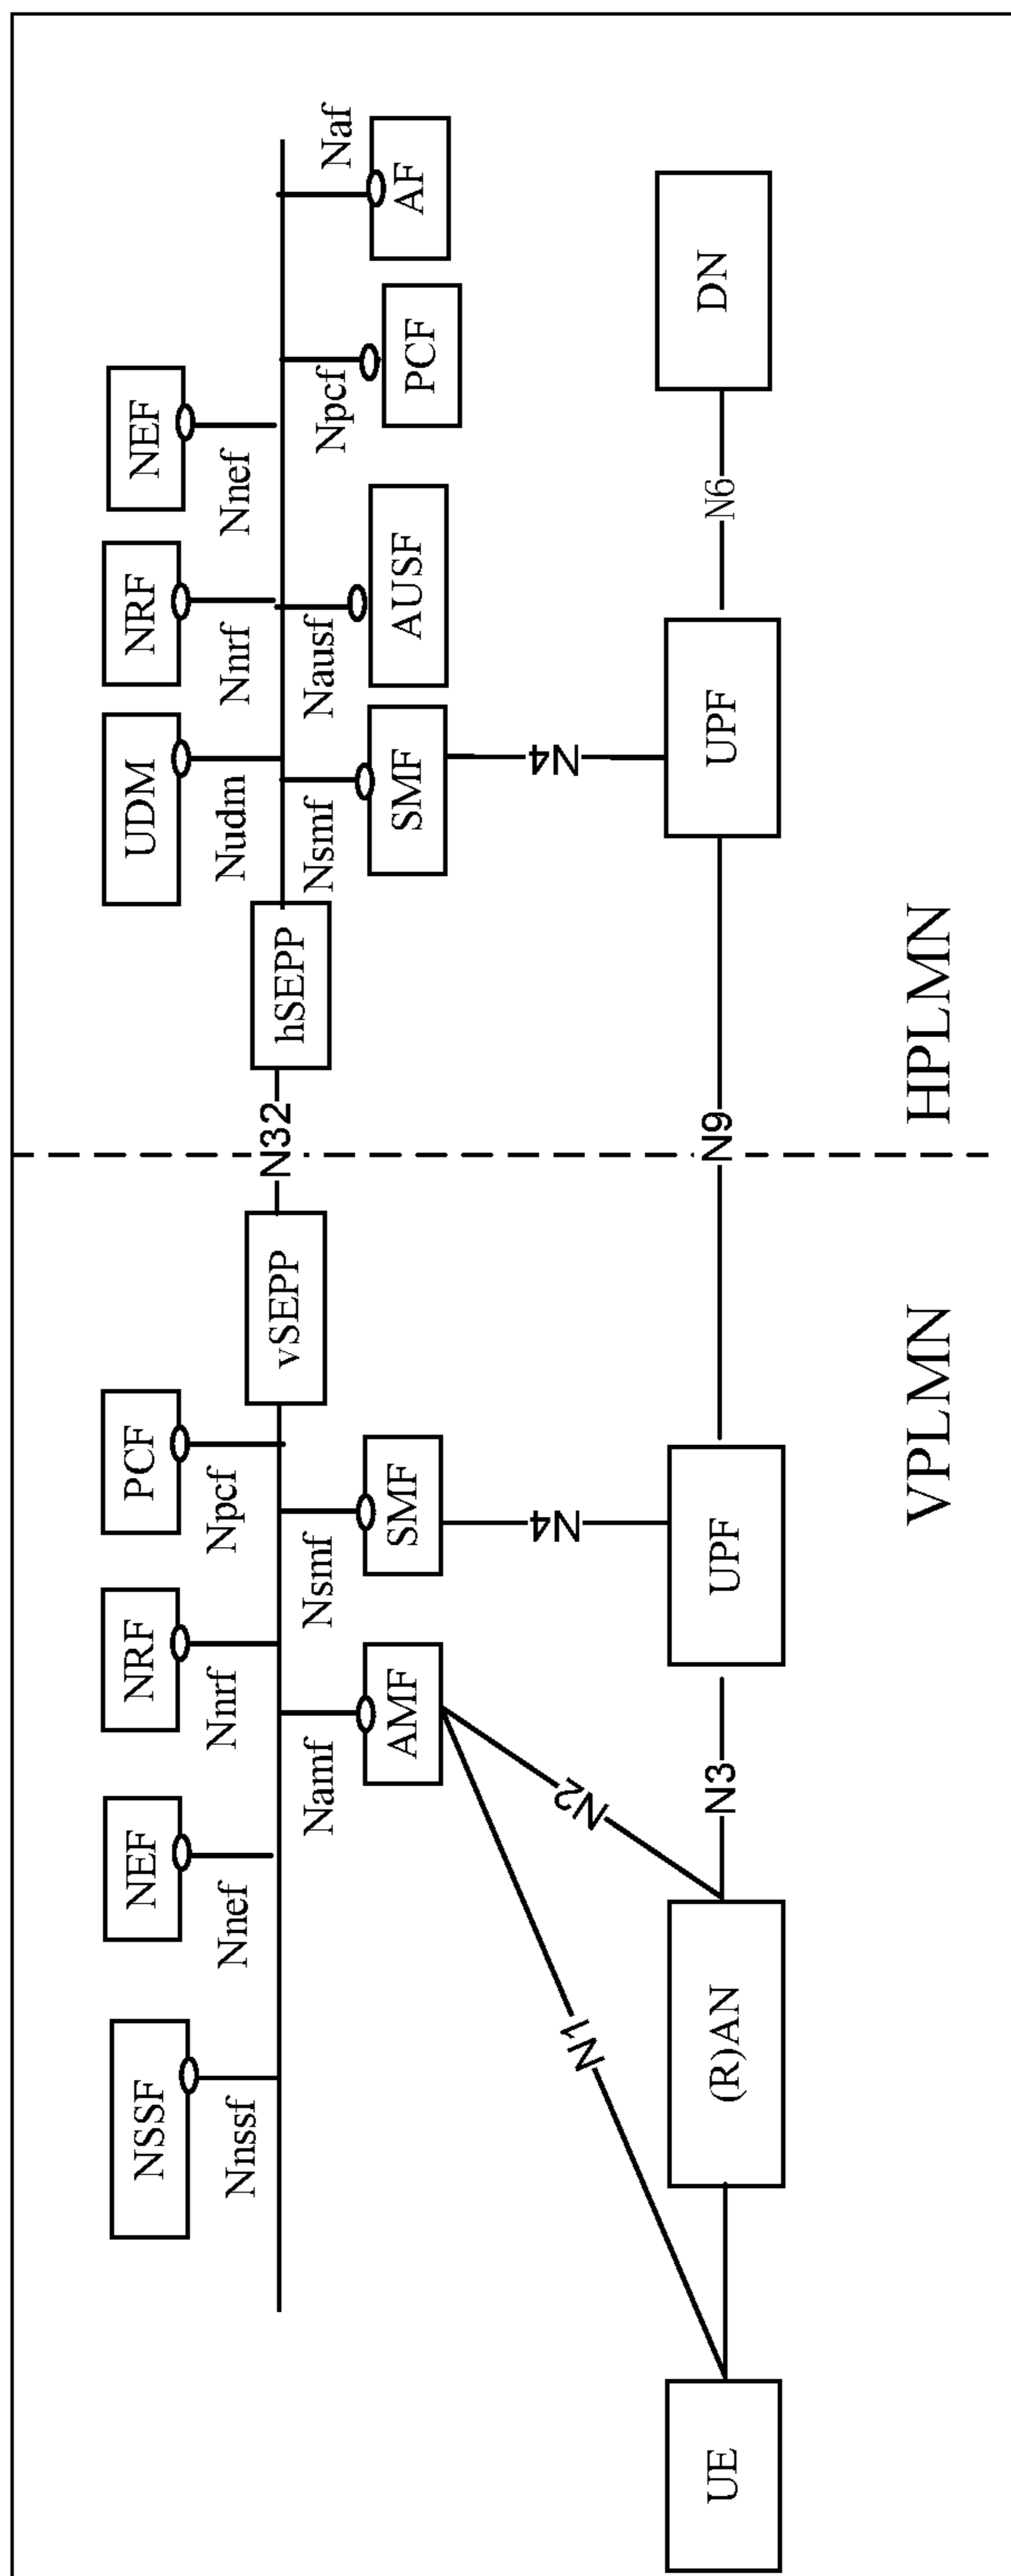 NSSF
NEF
NRF
PCF
UDM
NRF
NEF
Nnssf
Nnef
Nnrf
Npcf
Nudm
Nnrf
Nnef
vSEPP
N32
hSEPP
Namf
Nsmf
Nsmf
Nausf
Npcf
Naf
AMF
SMF
SMF
AUSF
PCF
AF
N1
N2
N4
N4
UE
(R)AN
N3
UPF
N9
UPF
N6
DN
VPLMN
HPLMN